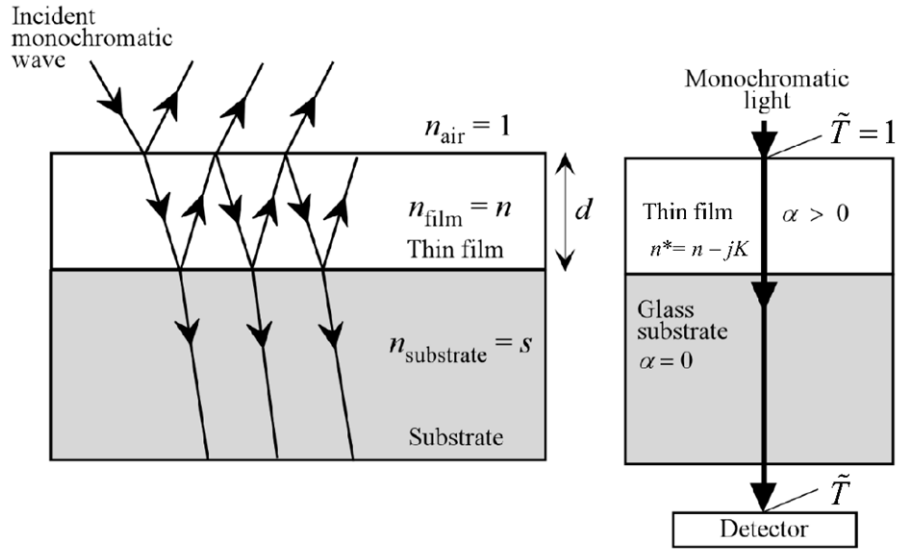 Incident
monochromatic
wave
n_air = 1
n_film = n
Thin film
d
n_substrate = s
Substrate
Monochromatic
light
T̃ = 1
Thin film
α > 0
n*= n − jK
Glass
substrate
α = 0
T̃
Detector